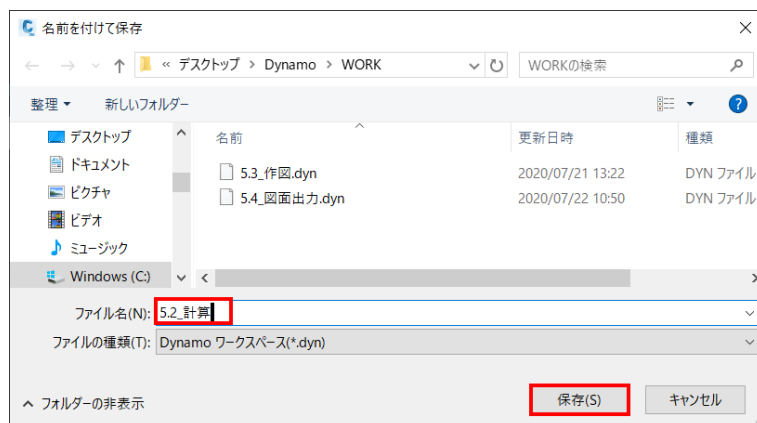 名前を付けて保存
« デスクトップ > Dynamo > WORK WORKの検索
整理 新しいフォルダー
デスクトップ 名前 更新日時 種類
ドキュメント 5.3_作図.dyn 2020/07/21 13:22 DYN ファイル
ピクチャ 5.4_図面出力.dyn 2020/07/22 10:50 DYN ファイル
ビデオ
ミュージック
Windows (C:)
ファイル名(N): 5.2_計算
ファイルの種類(T): Dynamo ワークスペース(*.dyn)
フォルダーの非表示 保存(S) キャンセル